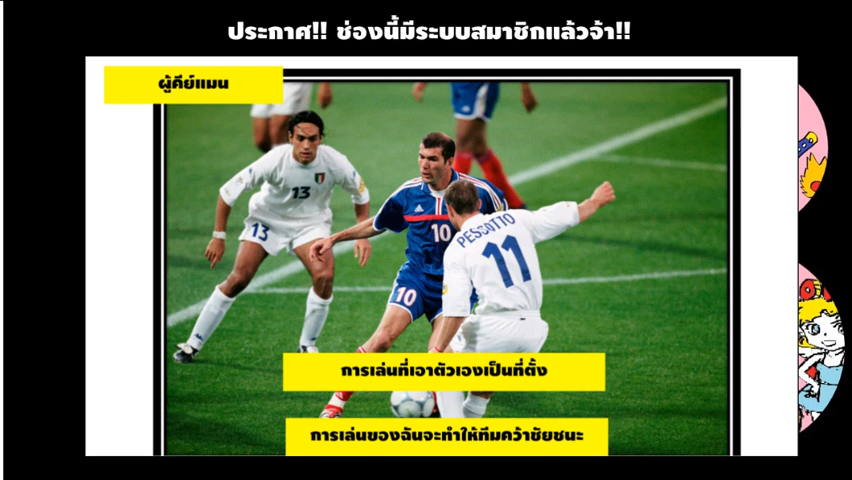 ประกาศ!! ช่องนี้มีระบบสมาชิกแล้วจ้า!!
ผู้คีย์แมน
13
13
10
10
PESSOTTO
11
การเล่นที่เอาตัวเองเป็นที่ตั้ง
การเล่นของฉันจะทำให้ทีมคว้าชัยชนะ